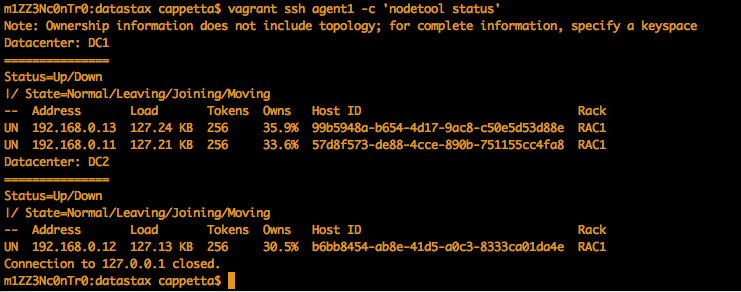 m1ZZ3Nc0nTr0:datastax cappetta$ vagrant ssh agent1 -c 'nodetool status'
Note: Ownership information does not include topology; for complete information, specify a keyspace
Datacenter: DC1
===============
Status=Up/Down
|/ State=Normal/Leaving/Joining/Moving
--  Address       Load       Tokens  Owns   Host ID                               Rack
UN  192.168.0.13  127.24 KB  256     35.9%  99b5948a-b654-4d17-9ac8-c50e5d53d88e  RAC1
UN  192.168.0.11  127.21 KB  256     33.6%  57d8f573-de88-4cce-890b-751155cc4fa8  RAC1
Datacenter: DC2
===============
Status=Up/Down
|/ State=Normal/Leaving/Joining/Moving
--  Address       Load       Tokens  Owns   Host ID                               Rack
UN  192.168.0.12  127.13 KB  256     30.5%  b6bb8454-ab8e-41d5-a0c3-8333ca01da4e  RAC1
Connection to 127.0.0.1 closed.
m1ZZ3Nc0nTr0:datastax cappetta$